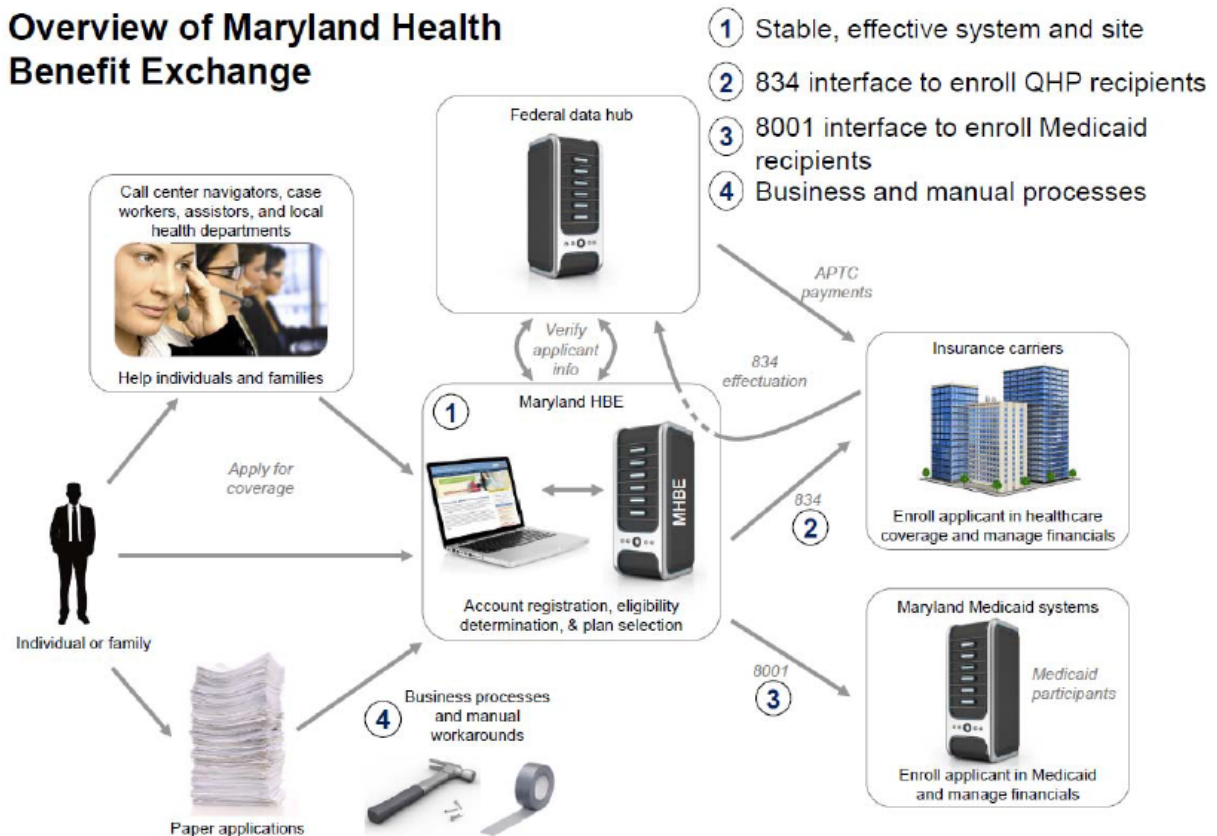 Overview of Maryland Health
Benefit Exchange
1 Stable, effective system and site
2 834 interface to enroll QHP recipients
3 8001 interface to enroll Medicaid
recipients
4 Business and manual processes
Federal data hub
Call center navigators, case
workers, assistors, and local
health departments
Help individuals and families
APTC
payments
Verify
applicant
info
834
effectuation
Insurance carriers
Enroll applicant in healthcare
coverage and manage financials
1
Maryland HBE
MHBE
Account registration, eligibility
determination, & plan selection
Apply for
coverage
834
2
Individual or family
Maryland Medicaid systems
Medicaid
participants
Enroll applicant in Medicaid
and manage financials
8001
3
4
Business processes
and manual
workarounds
Paper applications